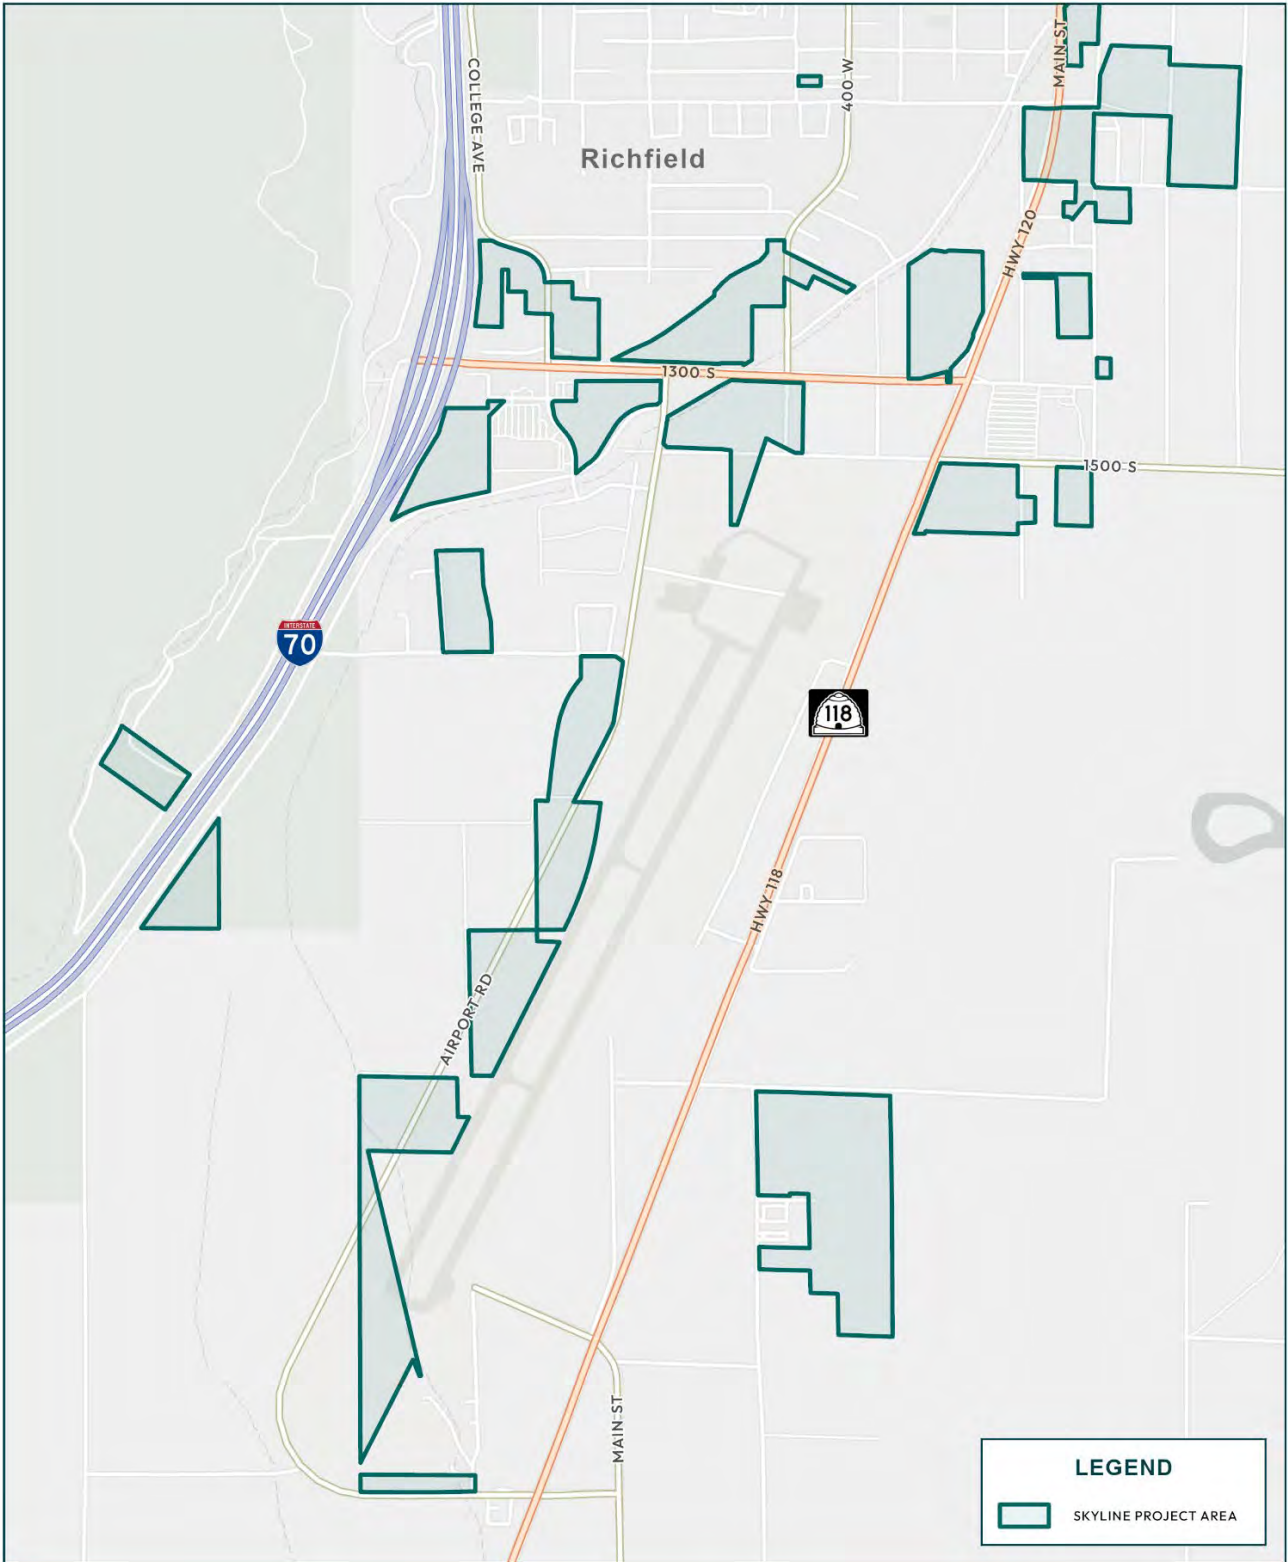 MAIN ST
COLLEGE AVE
400 W
Richfield
HWY 120
1300 S
1500 S
INTERSTATE
70
118
HWY 118
AIRPORT RD
MAIN ST
LEGEND
SKYLINE PROJECT AREA